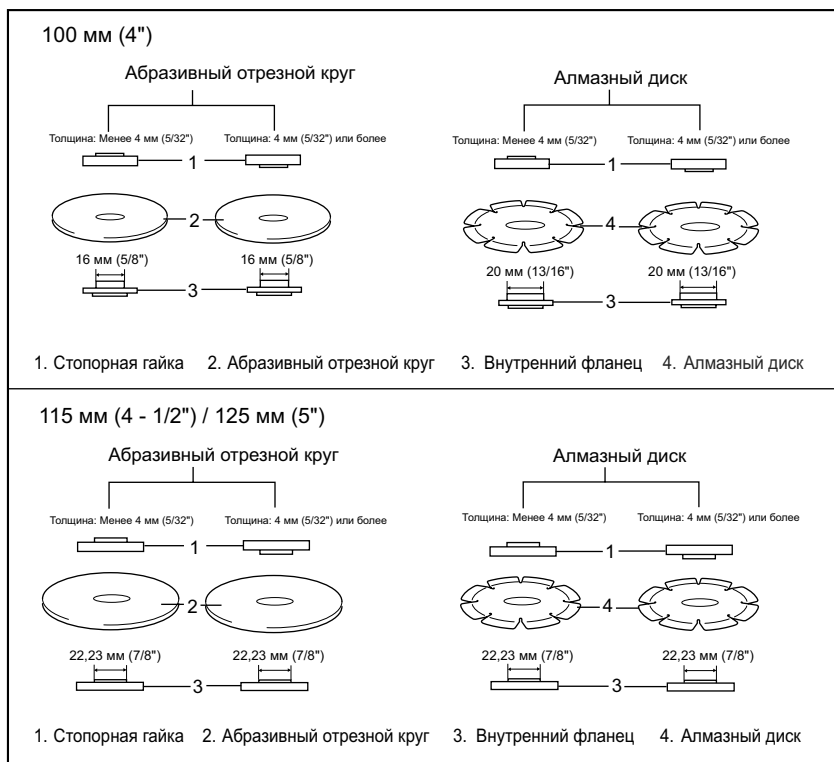 100 мм (4")
Абразивный отрезной круг
Алмазный диск
Толщина: Менее 4 мм (5/32") Толщина: 4 мм (5/32") или более
Толщина: Менее 4 мм (5/32") Толщина: 4 мм (5/32") или более
1
1
2
4
16 мм (5/8") 16 мм (5/8")
20 мм (13/16") 20 мм (13/16")
3
3
1. Стопорная гайка 2. Абразивный отрезной круг 3. Внутренний фланец 4. Алмазный диск
115 мм (4 - 1/2") / 125 мм (5")
Абразивный отрезной круг
Алмазный диск
Толщина: Менее 4 мм (5/32") Толщина: 4 мм (5/32") или более
Толщина: Менее 4 мм (5/32") Толщина: 4 мм (5/32") или более
1
1
2
4
22,23 мм (7/8") 22,23 мм (7/8")
22,23 мм (7/8") 22,23 мм (7/8")
3
3
1. Стопорная гайка 2. Абразивный отрезной круг 3. Внутренний фланец 4. Алмазный диск